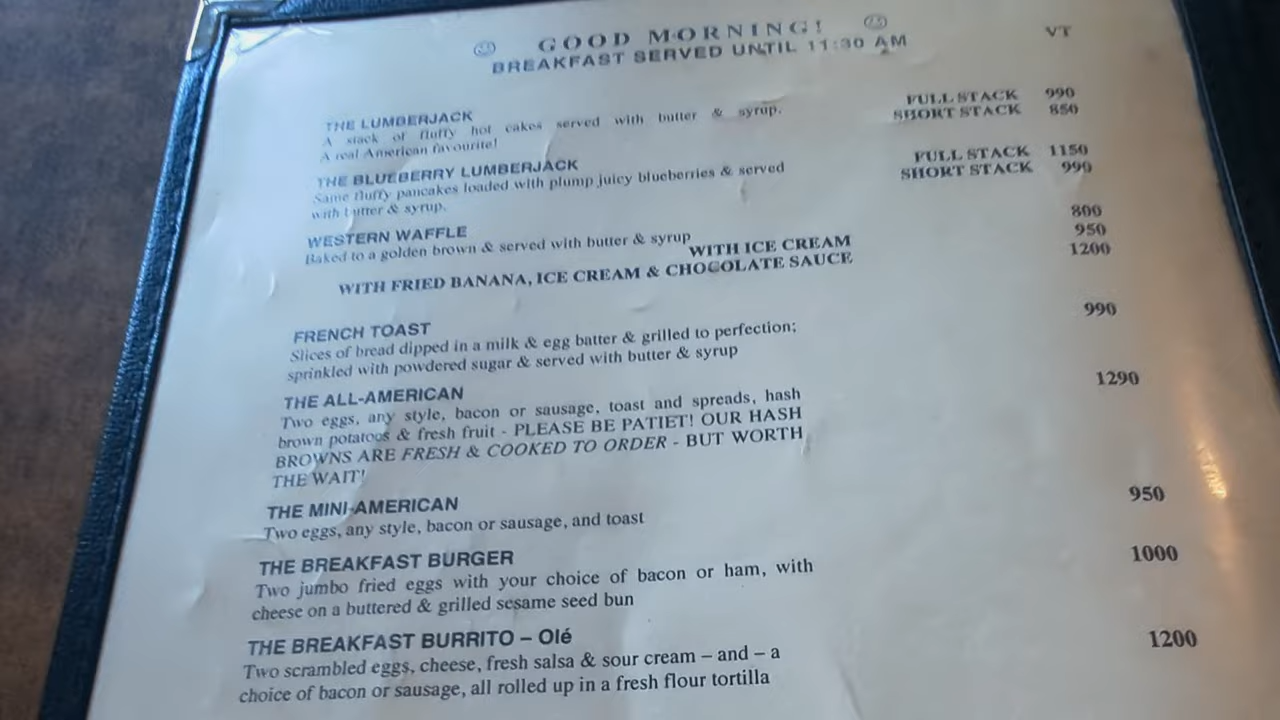 GOOD MORNING!
BREAKFAST SERVED UNTIL 11:30 AM
VT
THE LUMBERJACK
A stack of fluffy hot cakes served with butter & syrup.
A real American favourite!
FULL STACK 990
SHORT STACK 850
THE BLUEBERRY LUMBERJACK
Same fluffy pancakes loaded with plump juicy blueberries & served
with butter & syrup.
FULL STACK 1150
SHORT STACK 990
WESTERN WAFFLE 800
Baked to a golden brown & served with butter & syrup
WITH ICE CREAM 950
WITH FRIED BANANA, ICE CREAM & CHOCOLATE SAUCE 1200
FRENCH TOAST 990
Slices of bread dipped in a milk & egg batter & grilled to perfection;
sprinkled with powdered sugar & served with butter & syrup
THE ALL-AMERICAN 1290
Two eggs, any style, bacon or sausage, toast and spreads, hash
brown potatoes & fresh fruit - PLEASE BE PATIET! OUR HASH
BROWNS ARE FRESH & COOKED TO ORDER - BUT WORTH
THE WAIT!
THE MINI-AMERICAN 950
Two eggs, any style, bacon or sausage, and toast
THE BREAKFAST BURGER 1000
Two jumbo fried eggs with your choice of bacon or ham, with
cheese on a buttered & grilled sesame seed bun
THE BREAKFAST BURRITO – Olé 1200
Two scrambled eggs, cheese, fresh salsa & sour cream – and – a
choice of bacon or sausage, all rolled up in a fresh flour tortilla